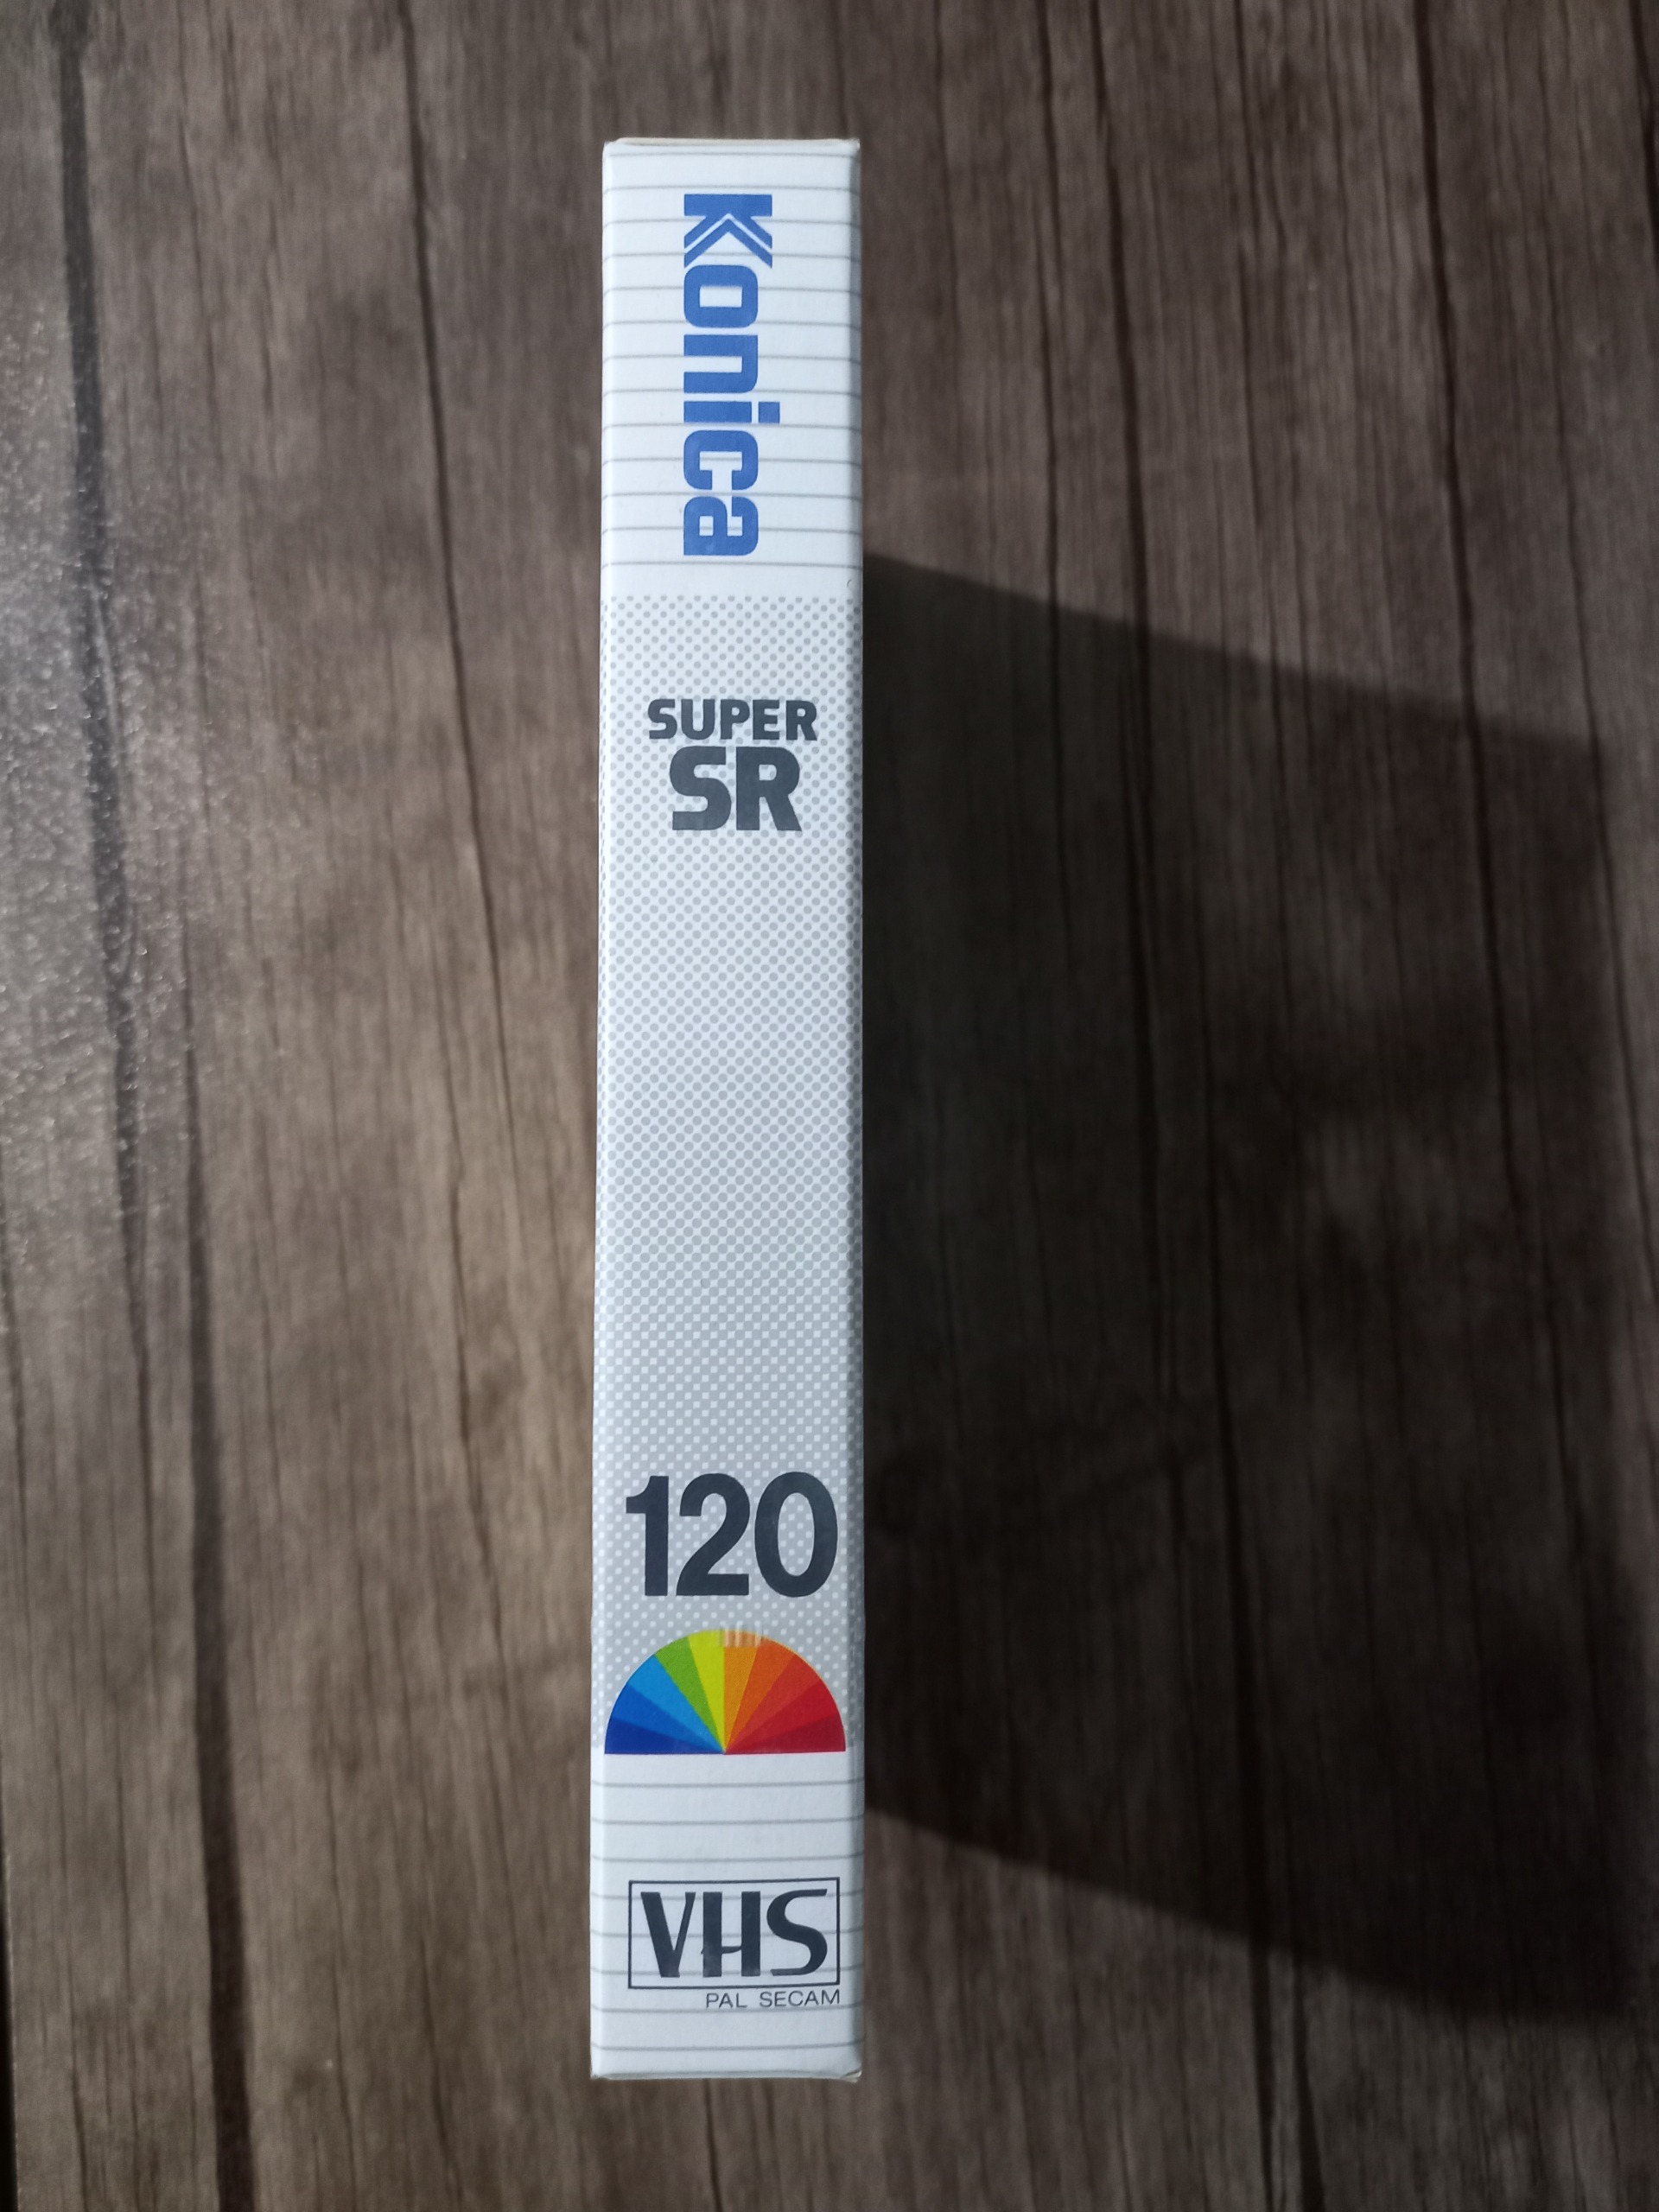 Konica
SUPER
SR
120
VHS
PAL SECAM